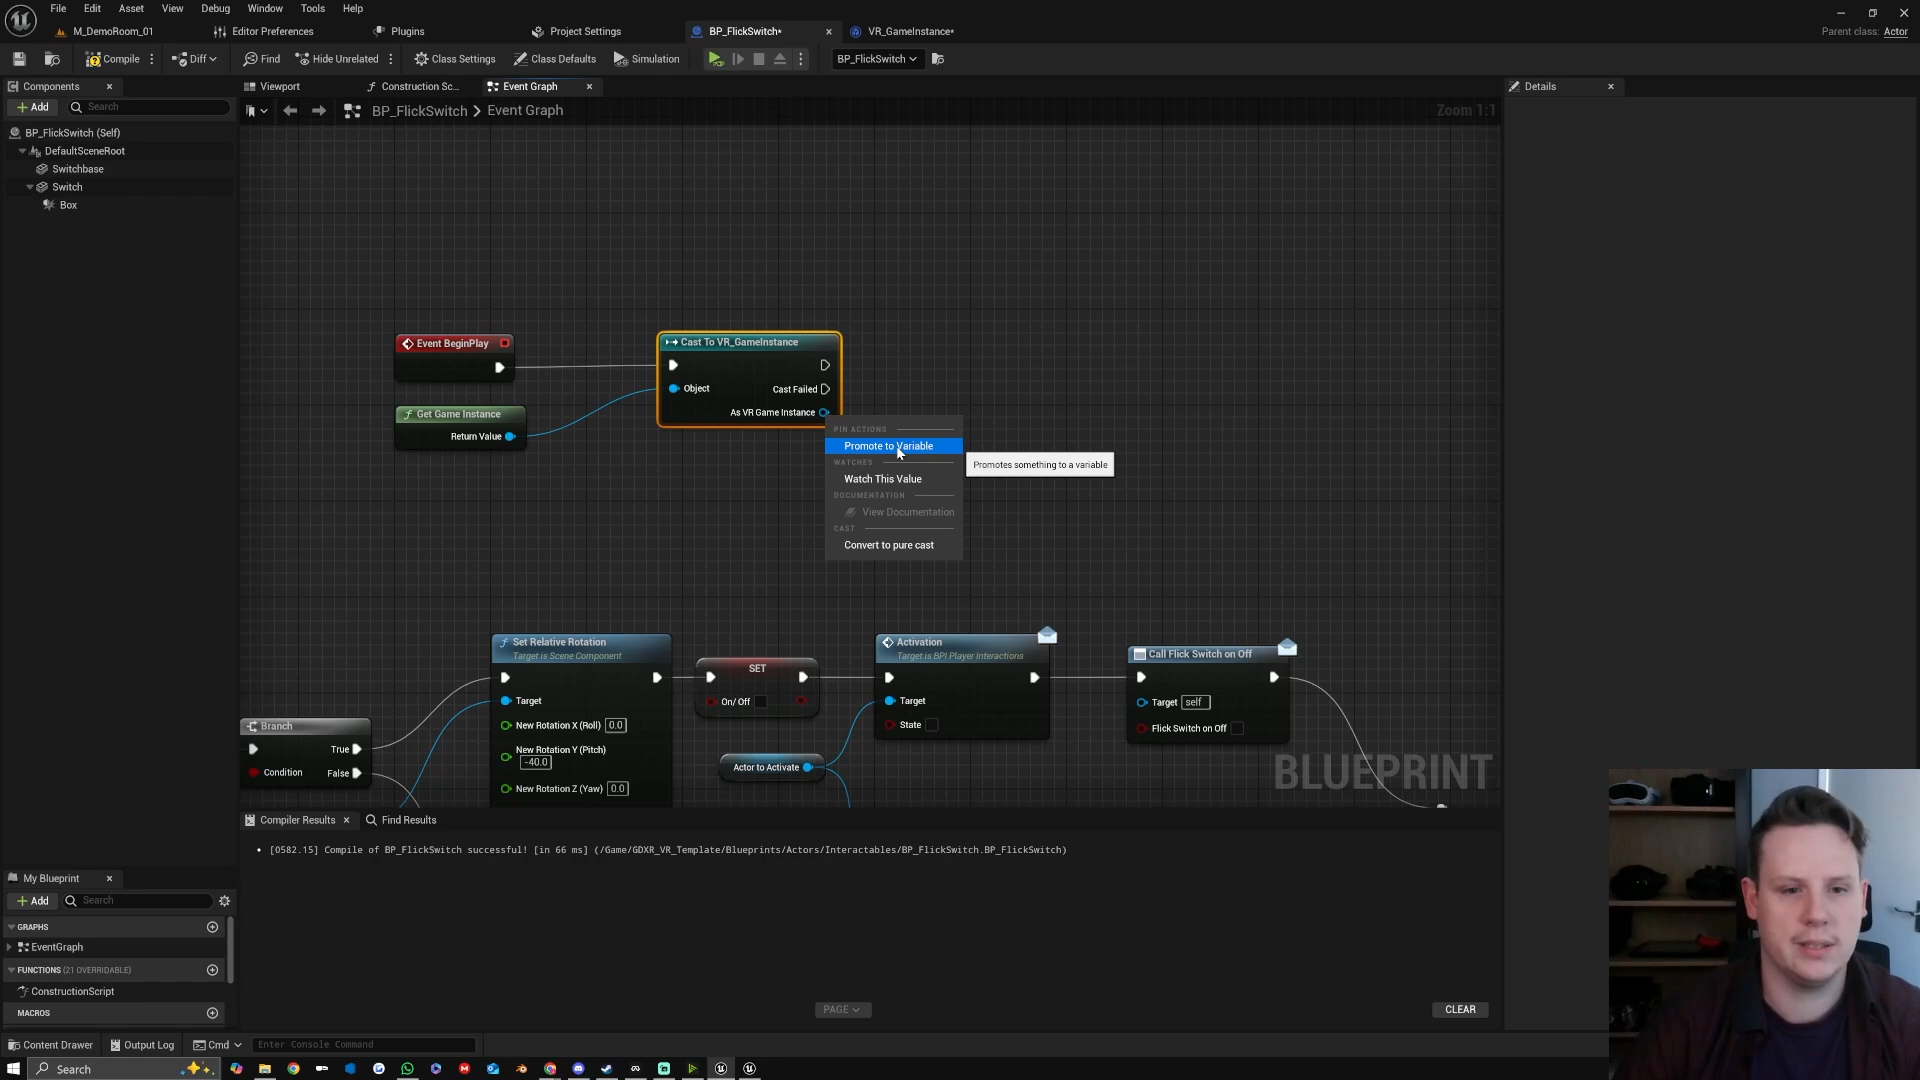 File Edit Asset View Debug Window Tools Help
M_DemoRoom_01 Editor Preferences Plugins Project Settings BP_FlickSwitch* VR_GameInstance* Parent class: Actor
Compile Diff Find Hide Unrelated Class Settings Class Defaults Simulation BP_FlickSwitch
Components Viewport Construction Sc... Event Graph Details
Add Search BP_FlickSwitch > Event Graph Zoom 1:1
BP_FlickSwitch (Self)
DefaultSceneRoot
Switchbase
Switch
Box
Event BeginPlay
Get Game Instance
Return Value
Cast To VR_GameInstance
Object Cast Failed
As VR Game Instance
PIN ACTIONS
Promote to Variable
Promotes something to a variable
WATCHES
Watch This Value
DOCUMENTATION
View Documentation
CAST
Convert to pure cast
Branch
True
Condition False
Set Relative Rotation
Target is Scene Component
Target
New Rotation X (Roll) 0.0
New Rotation Y (Pitch)
-40.0
New Rotation Z (Yaw) 0.0
SET
On/ Off
Actor to Activate
Activation
Target is BPI Player Interactions
Target
State
Call Flick Switch on Off
Target self
Flick Switch on Off
BLUEPRINT
Compiler Results Find Results
[0582.15] Compile of BP_FlickSwitch successful! [in 66 ms] (/Game/GDXR_VR_Template/Blueprints/Actors/Interactables/BP_FlickSwitch.BP_FlickSwitch)
My Blueprint
Add Search
GRAPHS
EventGraph
FUNCTIONS (21 OVERRIDABLE)
ConstructionScript
MACROS
PAGE CLEAR
Content Drawer Output Log Cmd Enter Console Command
Search